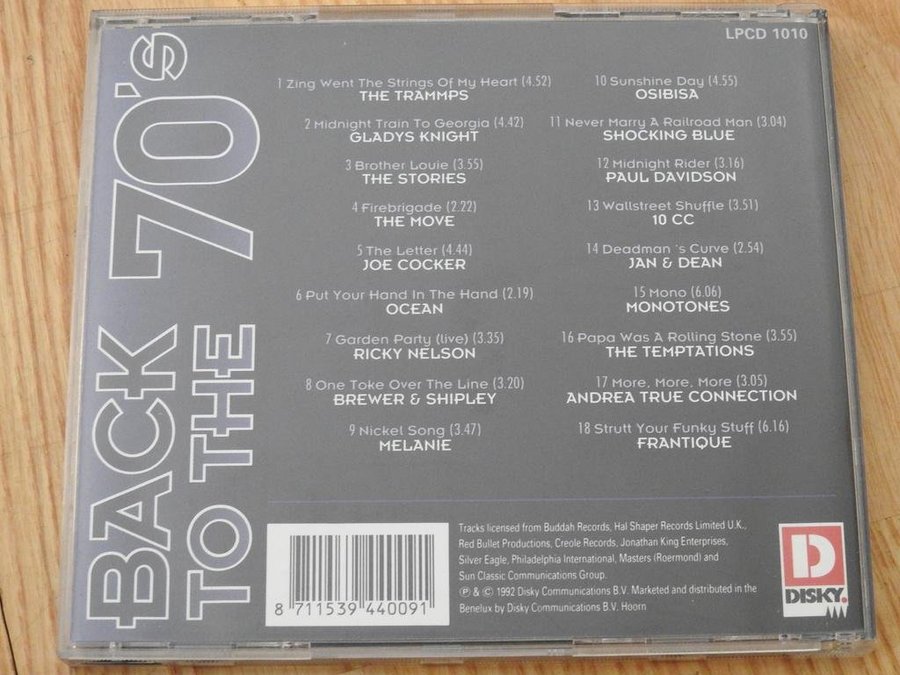 BACK
TO THE
70's
LPCD 1010
1 Zing Went The Strings Of My Heart (4.52)
THE TRAMMPS
2 Midnight Train To Georgia (4.42)
GLADYS KNIGHT
3 Brother Louie (3.55)
THE STORIES
4 Firebrigade (2.22)
THE MOVE
5 The Letter (4.44)
JOE COCKER
6 Put Your Hand In The Hand (2.19)
OCEAN
7 Garden Party (live) (3.35)
RICKY NELSON
8 One Toke Over The Line (3.20)
BREWER & SHIPLEY
9 Nickel Song (3.47)
MELANIE
10 Sunshine Day (4.55)
OSIBISA
11 Never Marry A Railroad Man (3.04)
SHOCKING BLUE
12 Midnight Rider (3.16)
PAUL DAVIDSON
13 Wallstreet Shuffle (3.51)
10 CC
14 Deadman 's Curve (2.54)
JAN & DEAN
15 Mono (6.06)
MONOTONES
16 Papa Was A Rolling Stone (3.55)
THE TEMPTATIONS
17 More, More, More (3.05)
ANDREA TRUE CONNECTION
18 Strutt Your Funky Stuff (6.16)
FRANTIQUE
8 711539 440091
Tracks licensed from Buddah Records, Hal Shaper Records Limited U.K.,
Red Bullet Productions, Creole Records, Jonathan King Enterprises,
Silver Eagle, Philadelphia International, Masters (Roermond) and
Sun Classic Communications Group.
℗ & © 1992 Disky Communications B.V. Marketed and distributed in the
Benelux by Disky Communications B.V. Hoorn
D
DISKY.